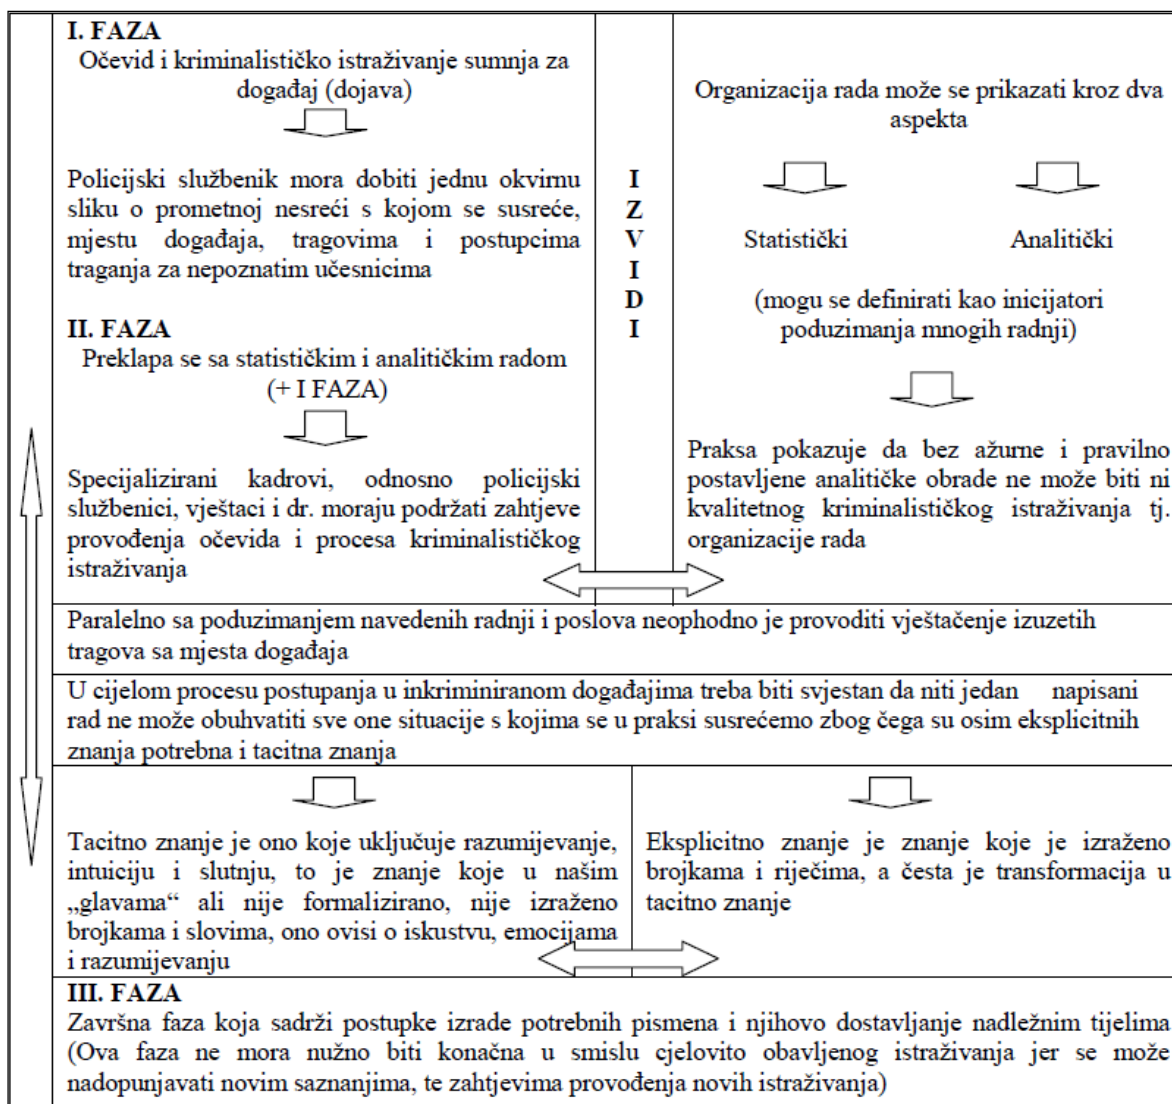 I. FAZA
Očevid i kriminalističko istraživanje sumnja za
događaj (dojava)
Policijski službenik mora dobiti jednu okvirnu
sliku o prometnoj nesreći s kojom se susreće,
mjestu događaja, tragovima i postupcima
traganja za nepoznatim učesnicima
II. FAZA
Preklapa se sa statističkim i analitičkim radom
(+ I FAZA)
Specijalizirani kadrovi, odnosno policijski
službenici, vještaci i dr. moraju podržati zahtjeve
provođenja očevida i procesa kriminalističkog
istraživanja
I
Z
V
I
D
I
Organizacija rada može se prikazati kroz dva
aspekta
Statistički Analitički
(mogu se definirati kao inicijatori
poduzimanja mnogih radnji)
Praksa pokazuje da bez ažurne i pravilno
postavljene analitičke obrade ne može biti ni
kvalitetnog kriminalističkog istraživanja tj.
organizacije rada
Paralelno sa poduzimanjem navedenih radnji i poslova neophodno je provoditi vještačenje izuzetih
tragova sa mjesta događaja
U cijelom procesu postupanja u inkriminiranom događajima treba biti svjestan da niti jedan napisani
rad ne može obuhvatiti sve one situacije s kojima se u praksi susrećemo zbog čega su osim eksplicitnih
znanja potrebna i tacitna znanja
Tacitno znanje je ono koje uključuje razumijevanje,
intuiciju i slutnju, to je znanje koje u našim
„glavama“ ali nije formalizirano, nije izraženo
brojkama i slovima, ono ovisi o iskustvu, emocijama
i razumijevanju
Eksplicitno znanje je znanje koje je izraženo
brojkama i riječima, a česta je transformacija u
tacitno znanje
III. FAZA
Završna faza koja sadrži postupke izrade potrebnih pismena i njihovo dostavljanje nadležnim tijelima
(Ova faza ne mora nužno biti konačna u smislu cjelovito obavljenog istraživanja jer se može
nadopunjavati novim saznanjima, te zahtjevima provođenja novih istraživanja)